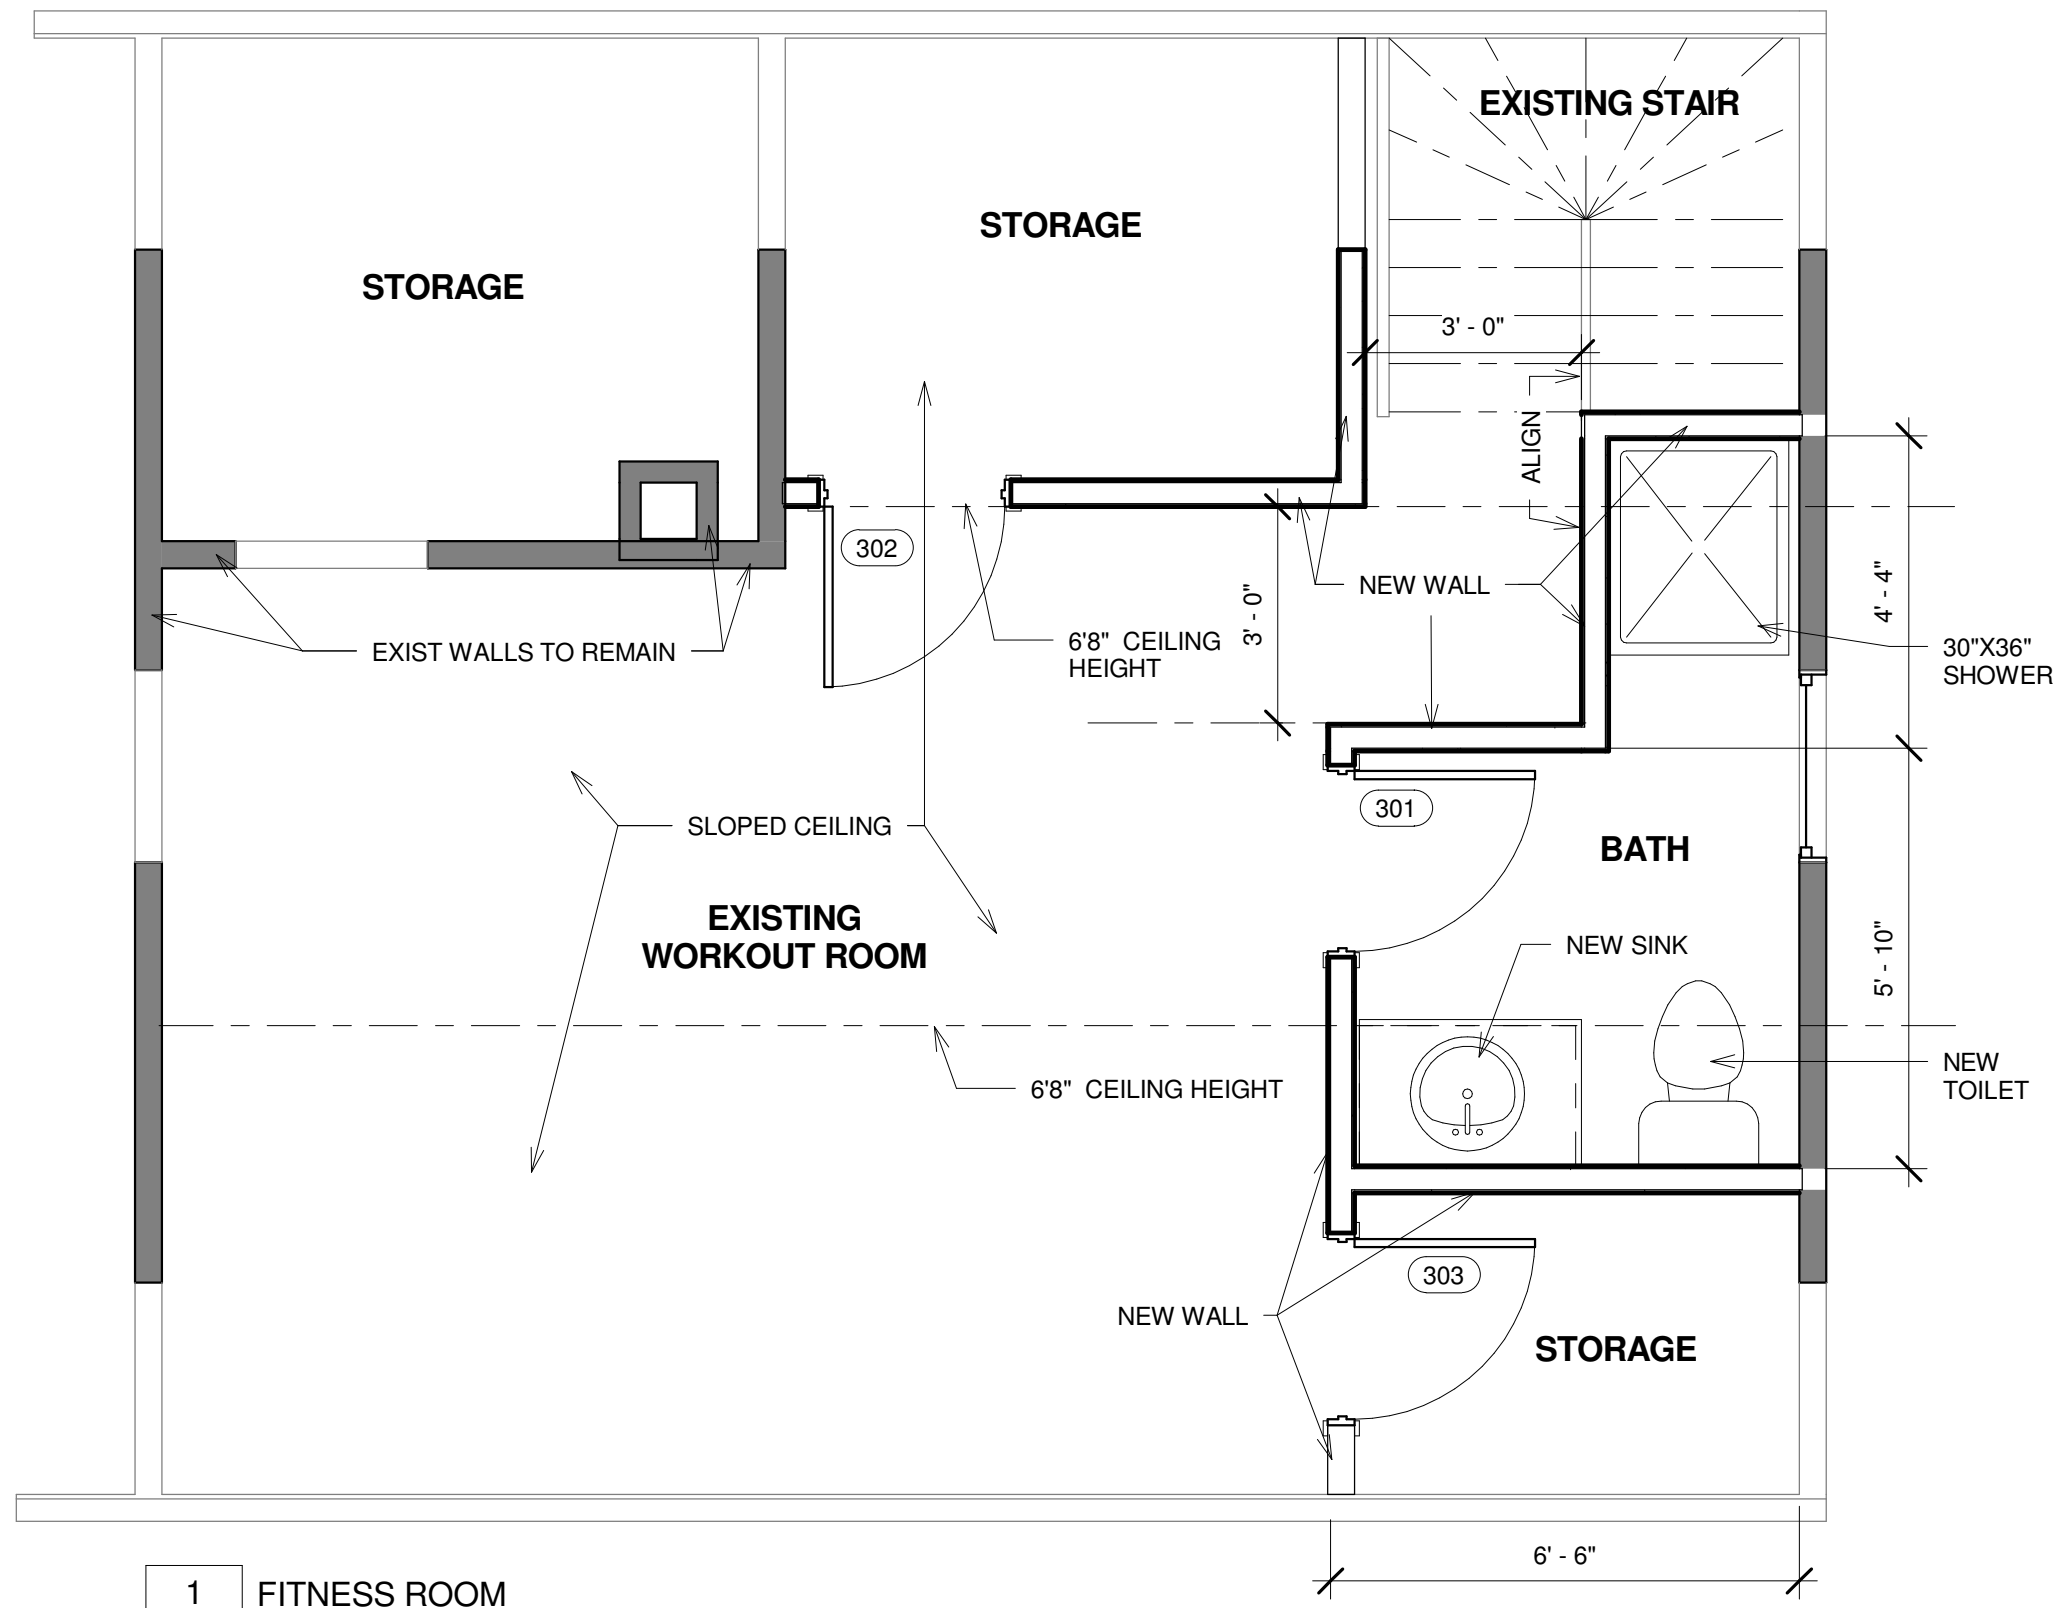 EXISTING STAIR
STORAGE
STORAGE
3' - 0"
ALIGN
302
NEW WALL
3' - 0"
4' - 4"
EXIST WALLS TO REMAIN
6'8" CEILING
HEIGHT
30"X36"
SHOWER
301
SLOPED CEILING
BATH
EXISTING
WORKOUT ROOM
NEW SINK
5' - 10"
6'8" CEILING HEIGHT
NEW
TOILET
303
NEW WALL
STORAGE
6' - 6"
1
FITNESS ROOM